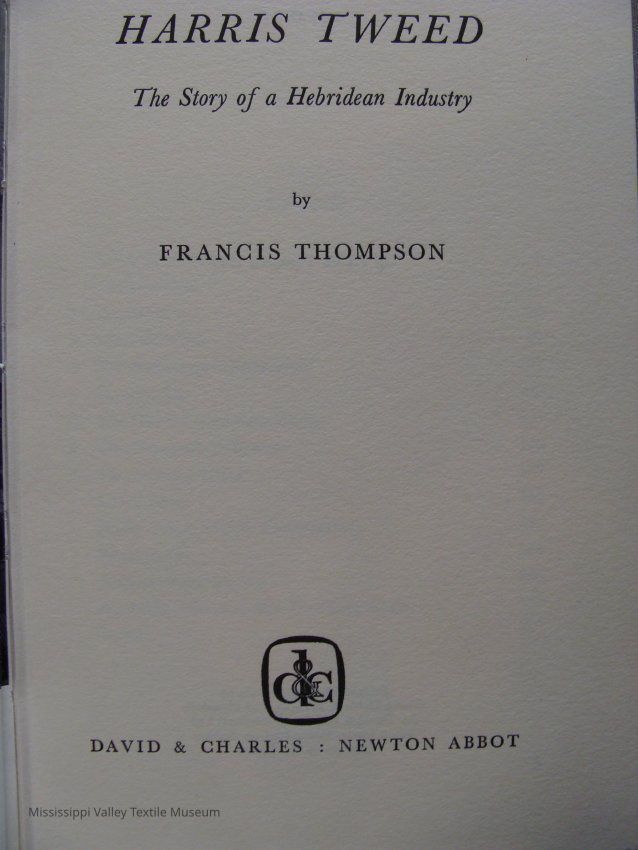 HARRIS TWEED
The Story of a Hebridean Industry
by
FRANCIS THOMPSON
d&c
DAVID & CHARLES : NEWTON ABBOT
Mississippi Valley Textile Museum